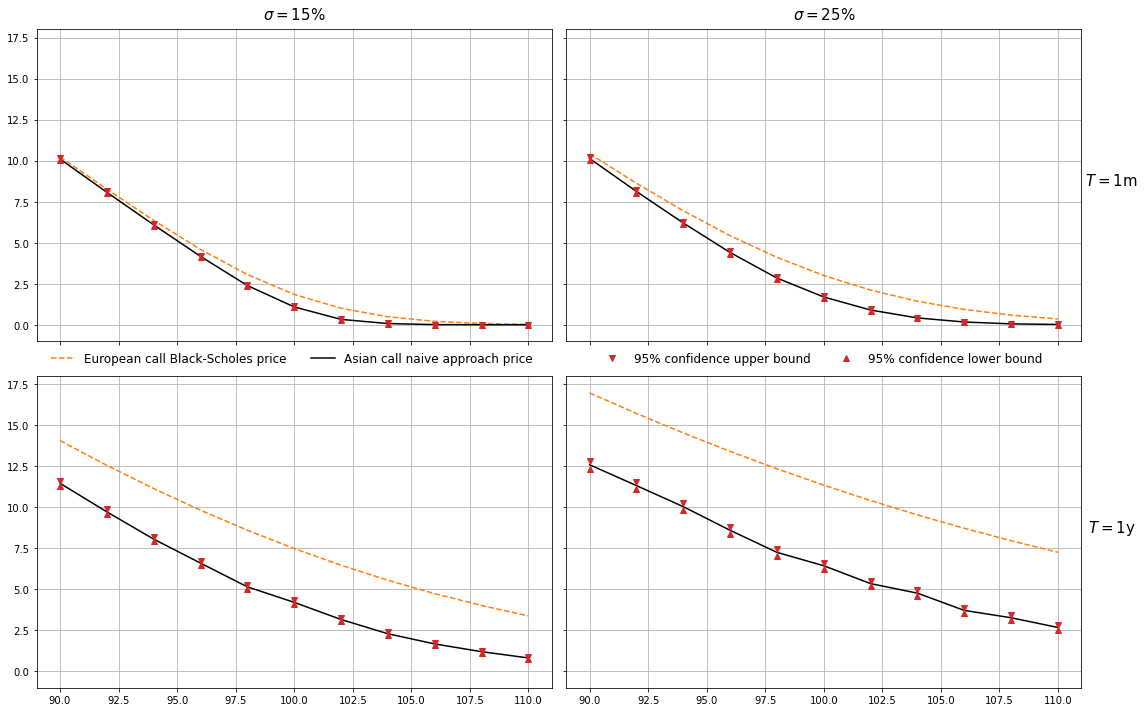 σ = 15%
σ = 25%
17.5
15.0
12.5
10.0
7.5
5.0
2.5
0.0
T = 1m
European call Black-Scholes price
Asian call naive approach price
95% confidence upper bound
95% confidence lower bound
17.5
15.0
12.5
10.0
7.5
5.0
2.5
0.0
T = 1y
90.0 92.5 95.0 97.5 100.0 102.5 105.0 107.5 110.0
90.0 92.5 95.0 97.5 100.0 102.5 105.0 107.5 110.0